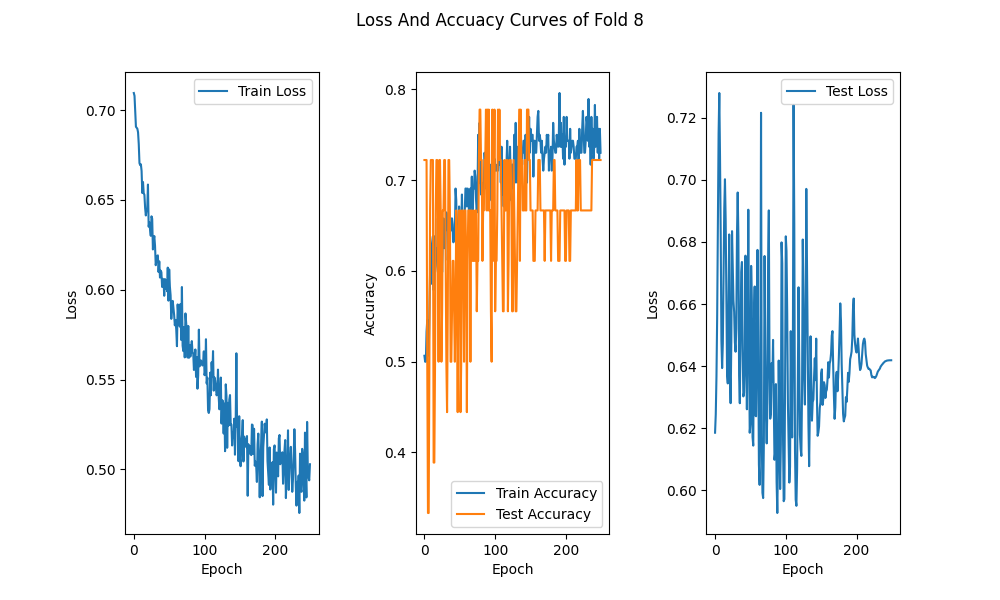 Loss And Accuacy Curves of Fold 8
Train Loss
0.70
0.65
0.60
0.55
0.50
Loss
0
100
200
Epoch
0.8
0.7
0.6
0.5
0.4
Accuracy
Train Accuracy
Test Accuracy
0
100
200
Epoch
Test Loss
0.72
0.70
0.68
0.66
0.64
0.62
0.60
Loss
0
100
200
Epoch